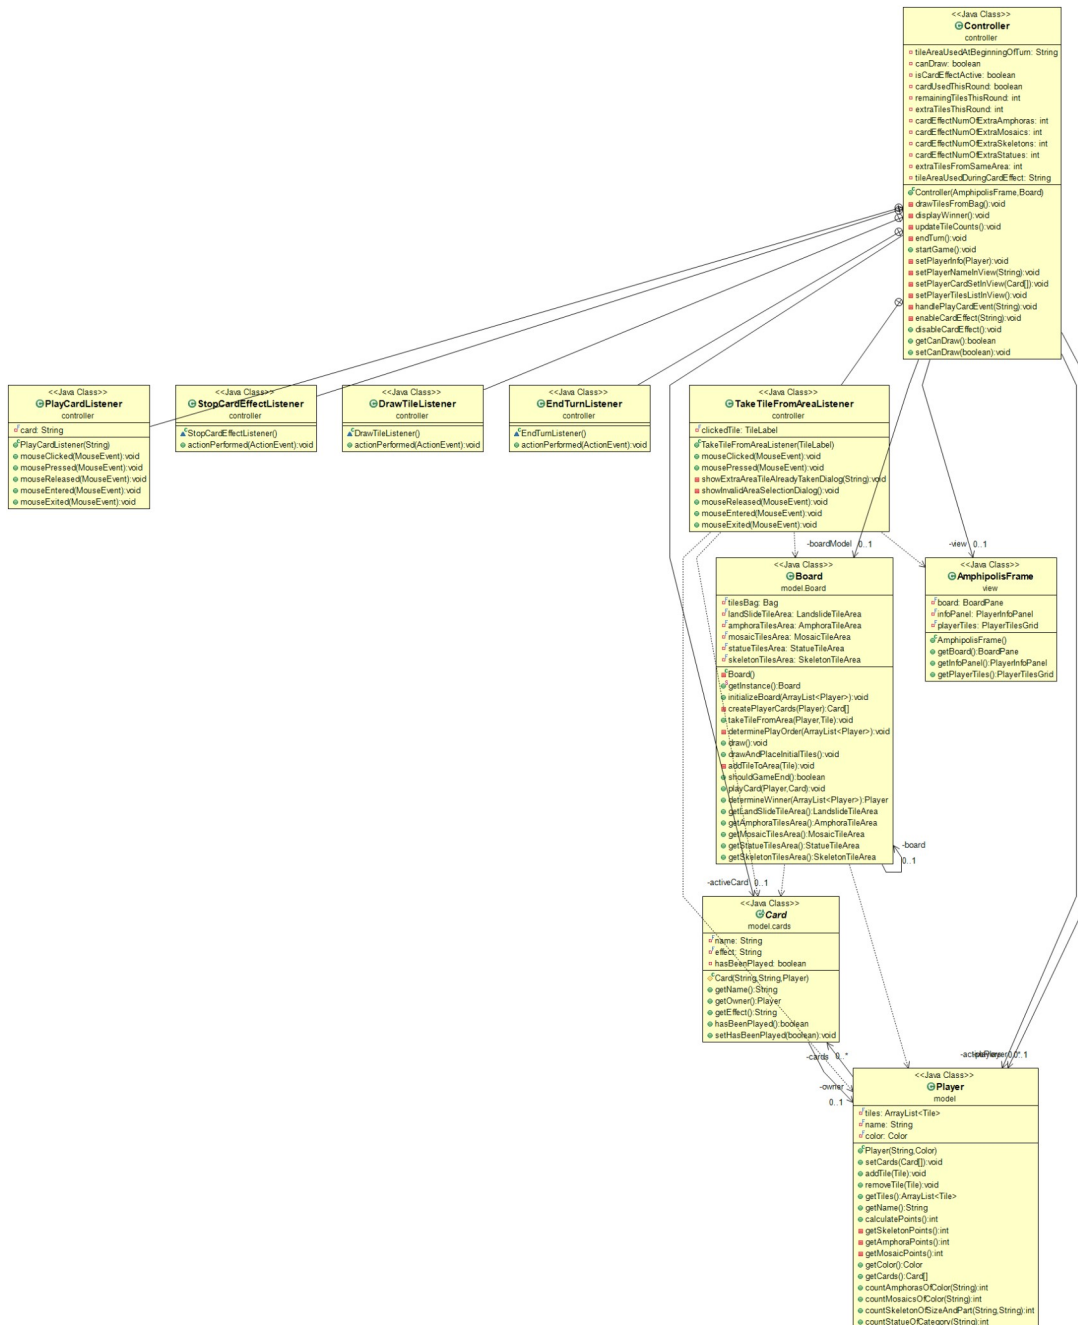 <<Java Class>>
Controller
controller
tileAreaUsedAtBeginningOfTurn: String
canDraw: boolean
isCardEffectActive: boolean
cardUsedThisRound: boolean
remainingTilesThisRound: int
extraTilesThisRound: int
cardEffectNumOfExtraAmphoras: int
cardEffectNumOfExtraMosaics: int
cardEffectNumOfExtraSkeletons: int
cardEffectNumOfExtraStatues: int
extraTilesFromSameArea: int
tileAreaUsedDuringCardEffect: String
Controller(AmphipolisFrame,Board)
drawTilesFromBag():void
displayWinner():void
updateTileCounts():void
endTurn():void
startGame():void
setPlayerInfo(Player):void
setPlayerNameInView(String):void
setPlayerCardSetInView(Card[]):void
setPlayerTilesListInView():void
handlePlayCardEvent(String):void
enableCardEffect(String):void
disableCardEffect():void
getCanDraw():boolean
setCanDraw(boolean):void
<<Java Class>>
PlayCardListener
controller
card: String
PlayCardListener(String)
mouseClicked(MouseEvent):void
mousePressed(MouseEvent):void
mouseReleased(MouseEvent):void
mouseEntered(MouseEvent):void
mouseExited(MouseEvent):void
<<Java Class>>
StopCardEffectListener
controller
StopCardEffectListener()
actionPerformed(ActionEvent):void
<<Java Class>>
DrawTileListener
controller
DrawTileListener()
actionPerformed(ActionEvent):void
<<Java Class>>
EndTurnListener
controller
EndTurnListener()
actionPerformed(ActionEvent):void
<<Java Class>>
TakeTileFromAreaListener
controller
clickedTile: TileLabel
TakeTileFromAreaListener(TileLabel)
mouseClicked(MouseEvent):void
mousePressed(MouseEvent):void
showExtraAreaTileAlreadyTakenDialog(String):void
showInvalidAreaSelectionDialog():void
mouseReleased(MouseEvent):void
mouseEntered(MouseEvent):void
mouseExited(MouseEvent):void
-boardModel 0..1
-view 0..1
<<Java Class>>
Board
model.Board
tilesBag: Bag
landSlideTileArea: LandslideTileArea
amphoraTilesArea: AmphoraTileArea
mosaicTilesArea: MosaicTileArea
statueTilesArea: StatueTileArea
skeletonTilesArea: SkeletonTileArea
Board()
getInstance():Board
initializeBoard(ArrayList<Player>):void
createPlayerCards(Player):Card[]
takeTileFromArea(Player,Tile):void
determinePlayOrder(ArrayList<Player>):void
draw():void
drawAndPlaceInitialTiles():void
addTileToArea(Tile):void
shouldGameEnd():boolean
playCard(Player,Card):void
determineWinner(ArrayList<Player>):Player
getLandSlideTileArea():LandslideTileArea
getAmphoraTilesArea():AmphoraTileArea
getMosaicTilesArea():MosaicTileArea
getStatueTilesArea():StatueTileArea
getSkeletonTilesArea():SkeletonTileArea
-board
0..1
<<Java Class>>
AmphipolisFrame
view
board: BoardPane
infoPanel: PlayerInfoPanel
playerTiles: PlayerTilesGrid
AmphipolisFrame()
getBoard():BoardPane
getInfoPanel():PlayerInfoPanel
getPlayerTiles():PlayerTilesGrid
-activeCard 0..1
<<Java Class>>
Card
model.cards
name: String
effect: String
hasBeenPlayed: boolean
Card(String,String,Player)
getName():String
getOwner():Player
getEffect():String
hasBeenPlayed():boolean
setHasBeenPlayed(boolean):void
-cards 0..*
-owner
0..1
<<Java Class>>
Player
model
tiles: ArrayList<Tile>
name: String
color: Color
Player(String,Color)
setCards(Card[]):void
addTile(Tile):void
removeTile(Tile):void
getTiles():ArrayList<Tile>
getName():String
calculatePoints():int
getSkeletonPoints():int
getAmphoraPoints():int
getMosaicPoints():int
getColor():Color
getCards():Card[]
countAmphorasOfColor(String):int
countMosaicsOfColor(String):int
countSkeletonOfSizeAndPart(String,String):int
countStatueOfCategory(String):int